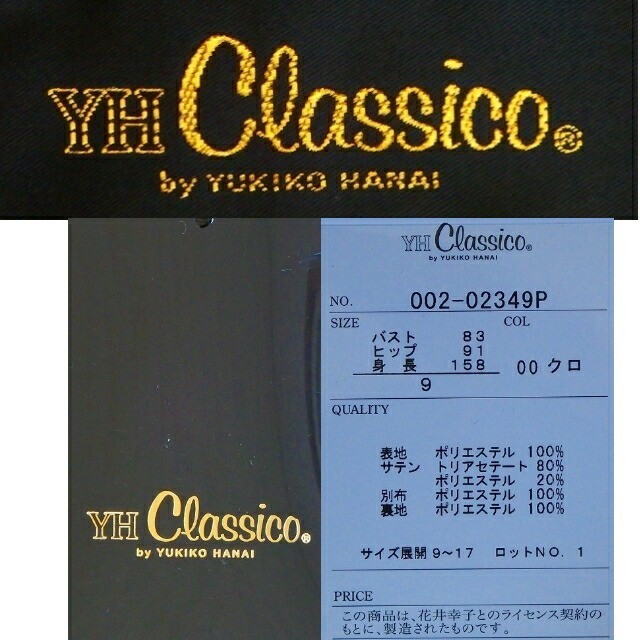 YH Classico®
by YUKIKO HANAI
YH Classico®
by YUKIKO HANAI
YH Classico®
by YUKIKO HANAI
NO. 002-02349P
SIZE COL
バスト 83
ヒップ 91
身長 158
9
00 クロ
QUALITY
表地 ポリエステル 100%
サテン トリアセテート 80%
ポリエステル 20%
別布 ポリエステル 100%
裏地 ポリエステル 100%
サイズ展開 9~17 ロットNO. 1
PRICE
この商品は、花井幸子とのライセンス契約の
もとに、製造されたものです。